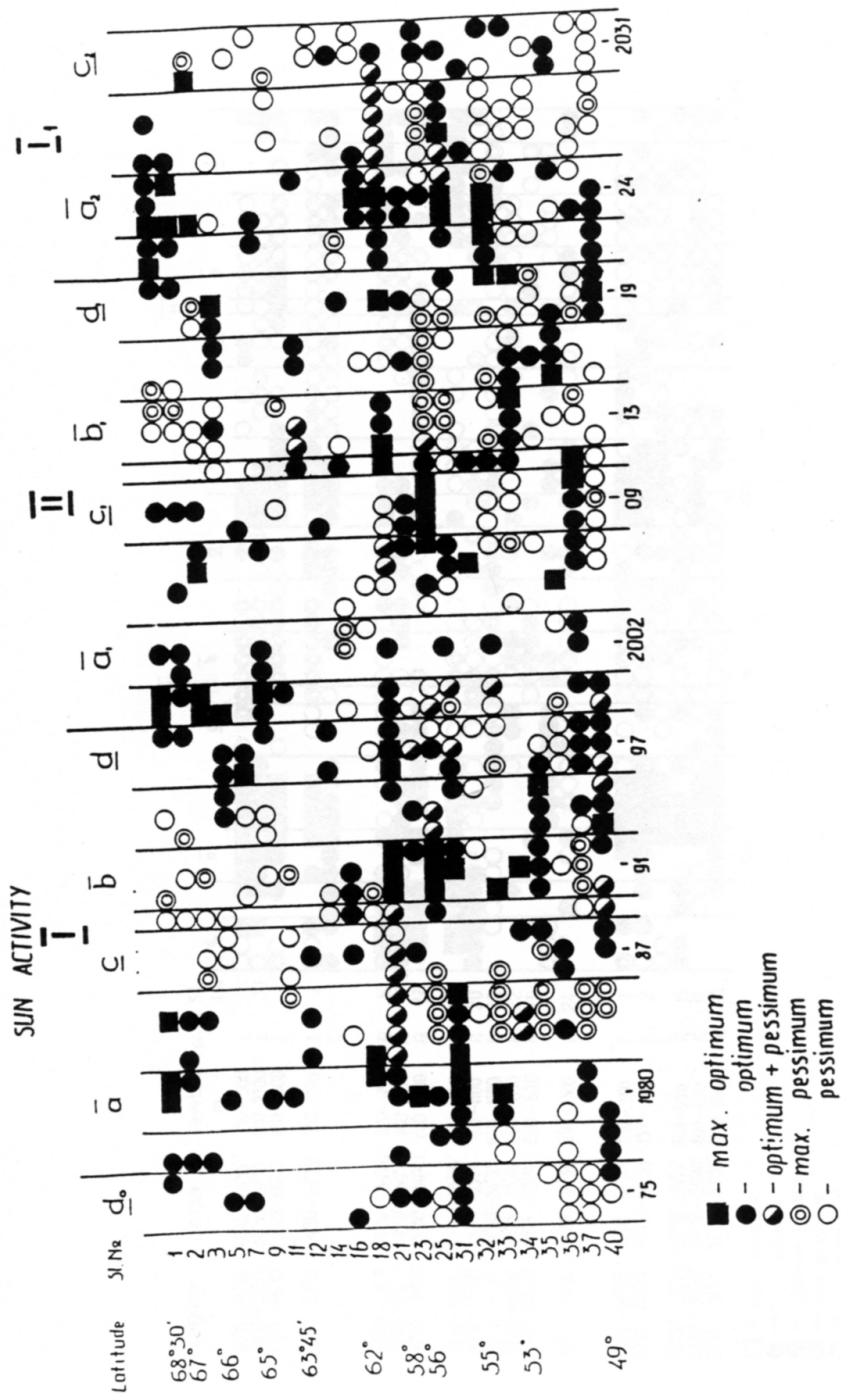 SUN ACTIVITY
I II I₁
d₀ a c b d a₁ c₁ b₁ d a₂ c₂
Latitude Sl. №
68°30' 1
67° 2
3
66° 5
7
65° 9
11
63°45' 12
14
16
62° 18
21
58° 23
56° 25
31
55° 32
33
53° 34
35
36
37
49° 40
75 1980 87 91 97 2002 09 13 19 24 2031
- max. optimum
- optimum
- optimum + pessimum
- max. pessimum
- pessimum